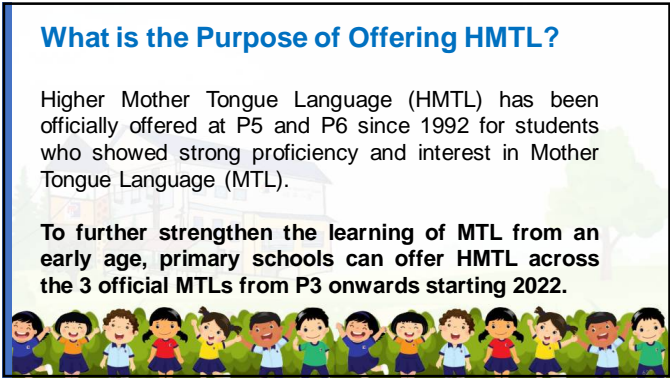 What is the Purpose of Offering HMTL?
Higher Mother Tongue Language (HMTL) has been
officially offered at P5 and P6 since 1992 for students
who showed strong proficiency and interest in Mother
Tongue Language (MTL).
To further strengthen the learning of MTL from an
early age, primary schools can offer HMTL across
the 3 official MTLs from P3 onwards starting 2022.